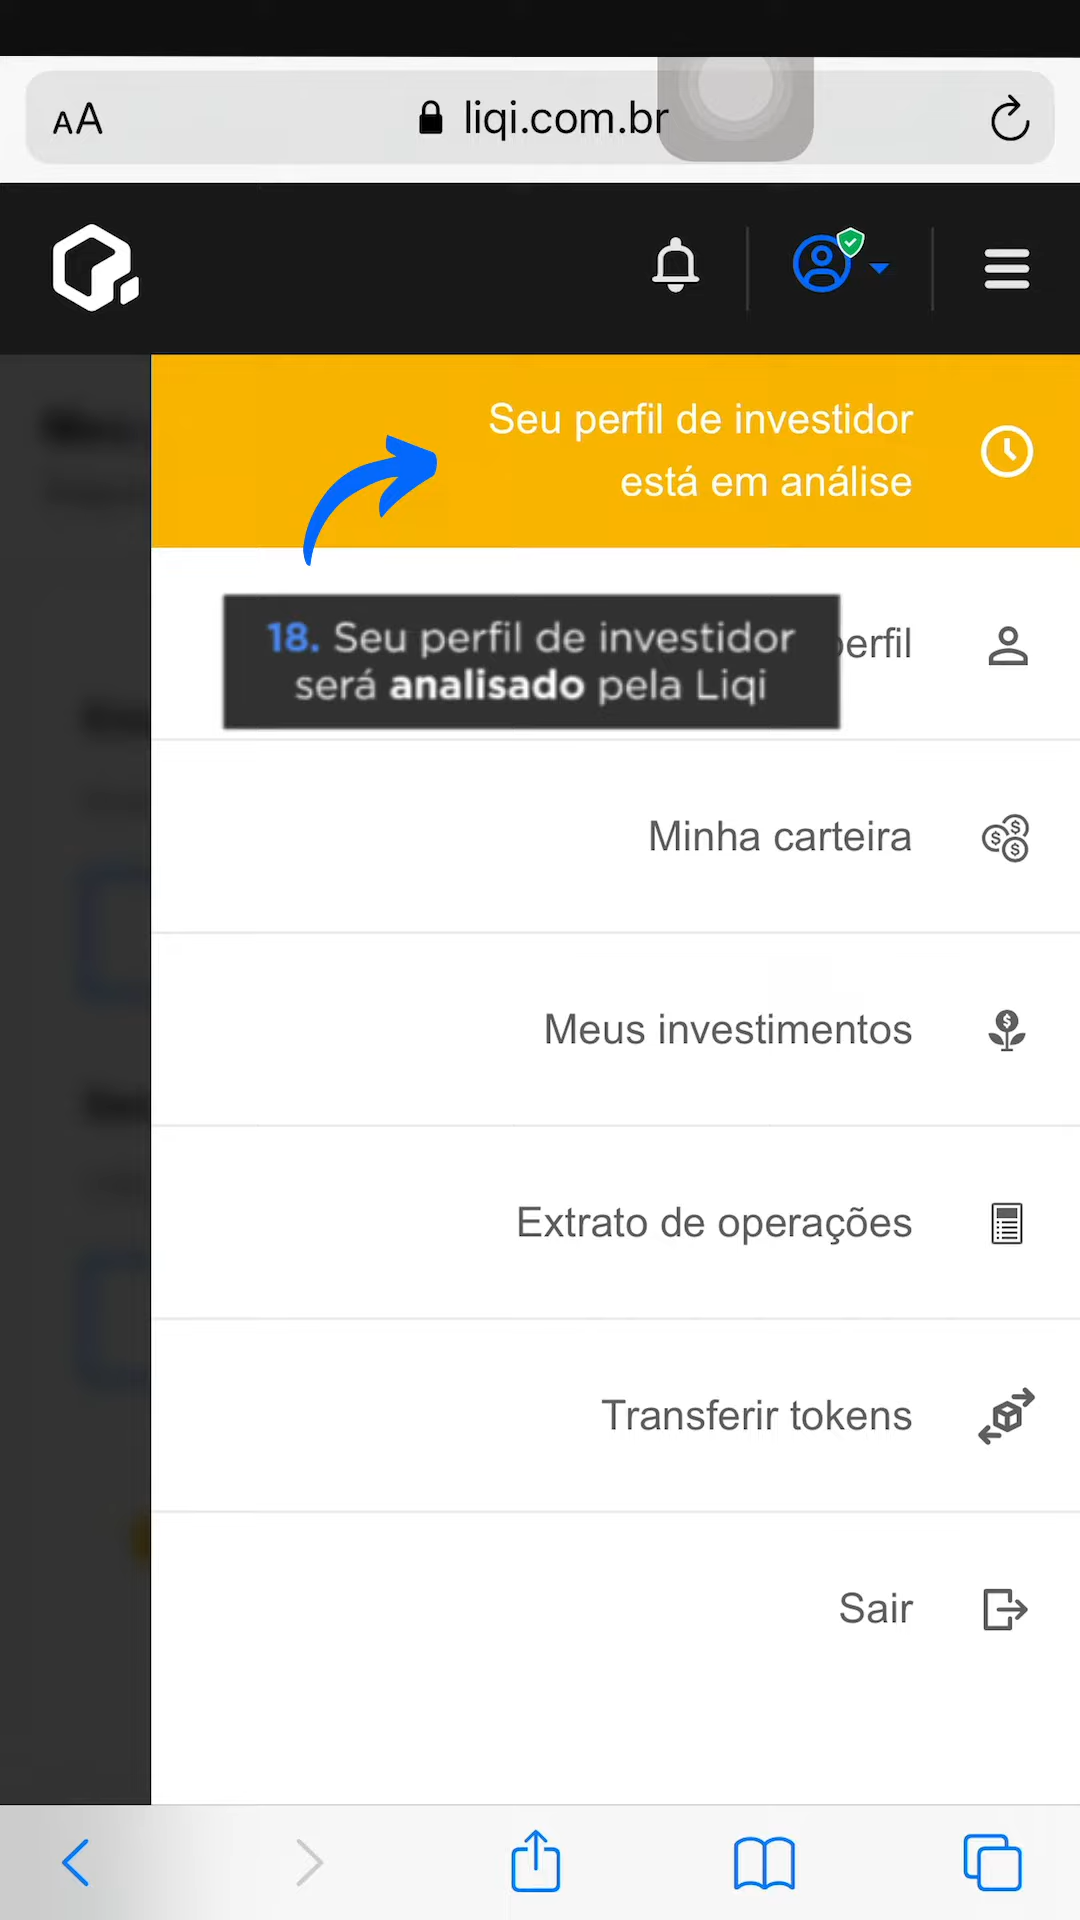 AA
liqi.com.br
Seu perfil de investidor
está em análise
18. Seu perfil de investidor
será analisado pela Liqi
erfil
Minha carteira
Meus investimentos
Extrato de operações
Transferir tokens
Sair